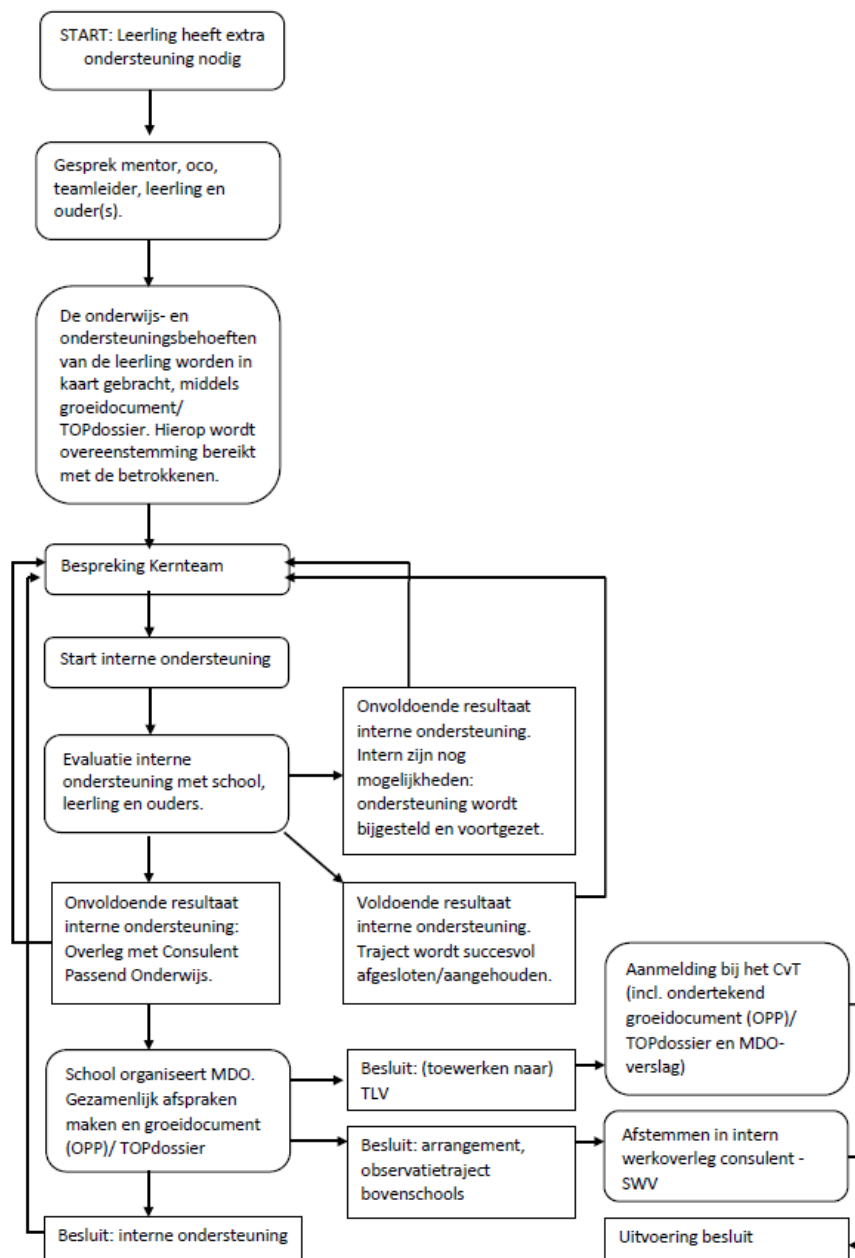 START: Leerling heeft extra
ondersteuning nodig
Gesprek mentor, oco,
teamleider, leerling en
ouder(s).
De onderwijs- en
ondersteuningsbehoeften
van de leerling worden in
kaart gebracht, middels
groeidocument/
TOPdossier. Hierop wordt
overeenstemming bereikt
met de betrokkenen.
Bespreking Kernteam
Start interne ondersteuning
Evaluatie interne
ondersteuning met school,
leerling en ouders.
Onvoldoende resultaat
interne ondersteuning.
Intern zijn nog
mogelijkheden:
ondersteuning wordt
bijgesteld en voortgezet.
Onvoldoende resultaat
interne ondersteuning:
Overleg met Consulent
Passend Onderwijs.
Voldoende resultaat
interne ondersteuning.
Traject wordt succesvol
afgesloten/aangehouden.
Aanmelding bij het CvT
(incl. ondertekend
groeidocument (OPP)/
TOPdossier en MDO-
verslag)
School organiseert MDO.
Gezamenlijk afspraken
maken en groeidocument
(OPP)/ TOPdossier
Besluit: (toewerken naar)
TLV
Besluit: arrangement,
observatietraject
bovenschools
Afstemmen in intern
werkoverleg consulent -
SWV
Besluit: interne ondersteuning
Uitvoering besluit